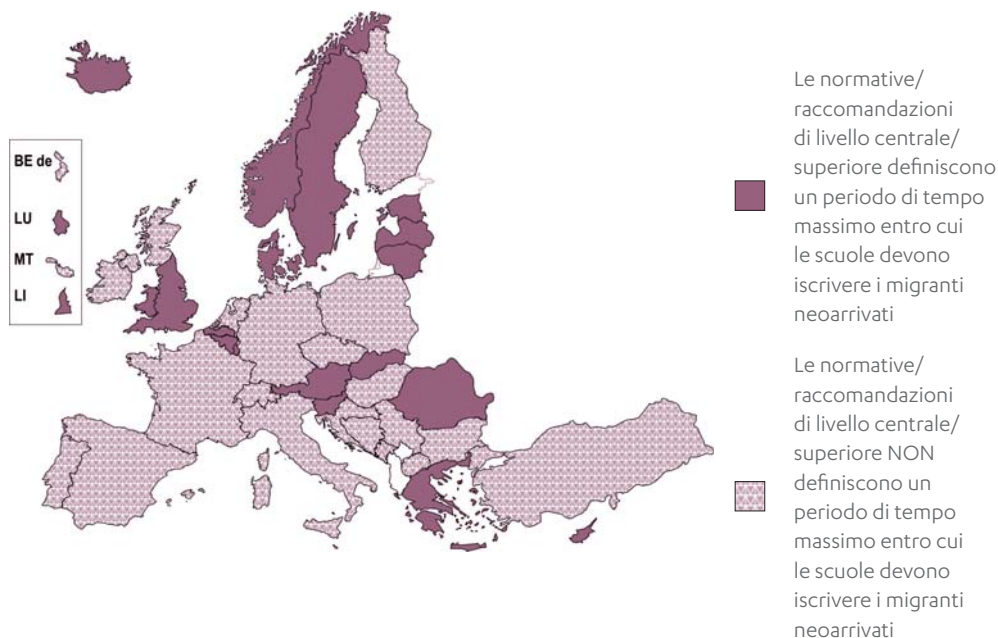 BE de
LU
MT
LI
Le normative/
raccomandazioni
di livello centrale/
superiore definiscono
un periodo di tempo
massimo entro cui
le scuole devono
iscrivere i migranti
neoarrivati
Le normative/
raccomandazioni
di livello centrale/
superiore NON
definiscono un
periodo di tempo
massimo entro cui
le scuole devono
iscrivere i migranti
neoarrivati